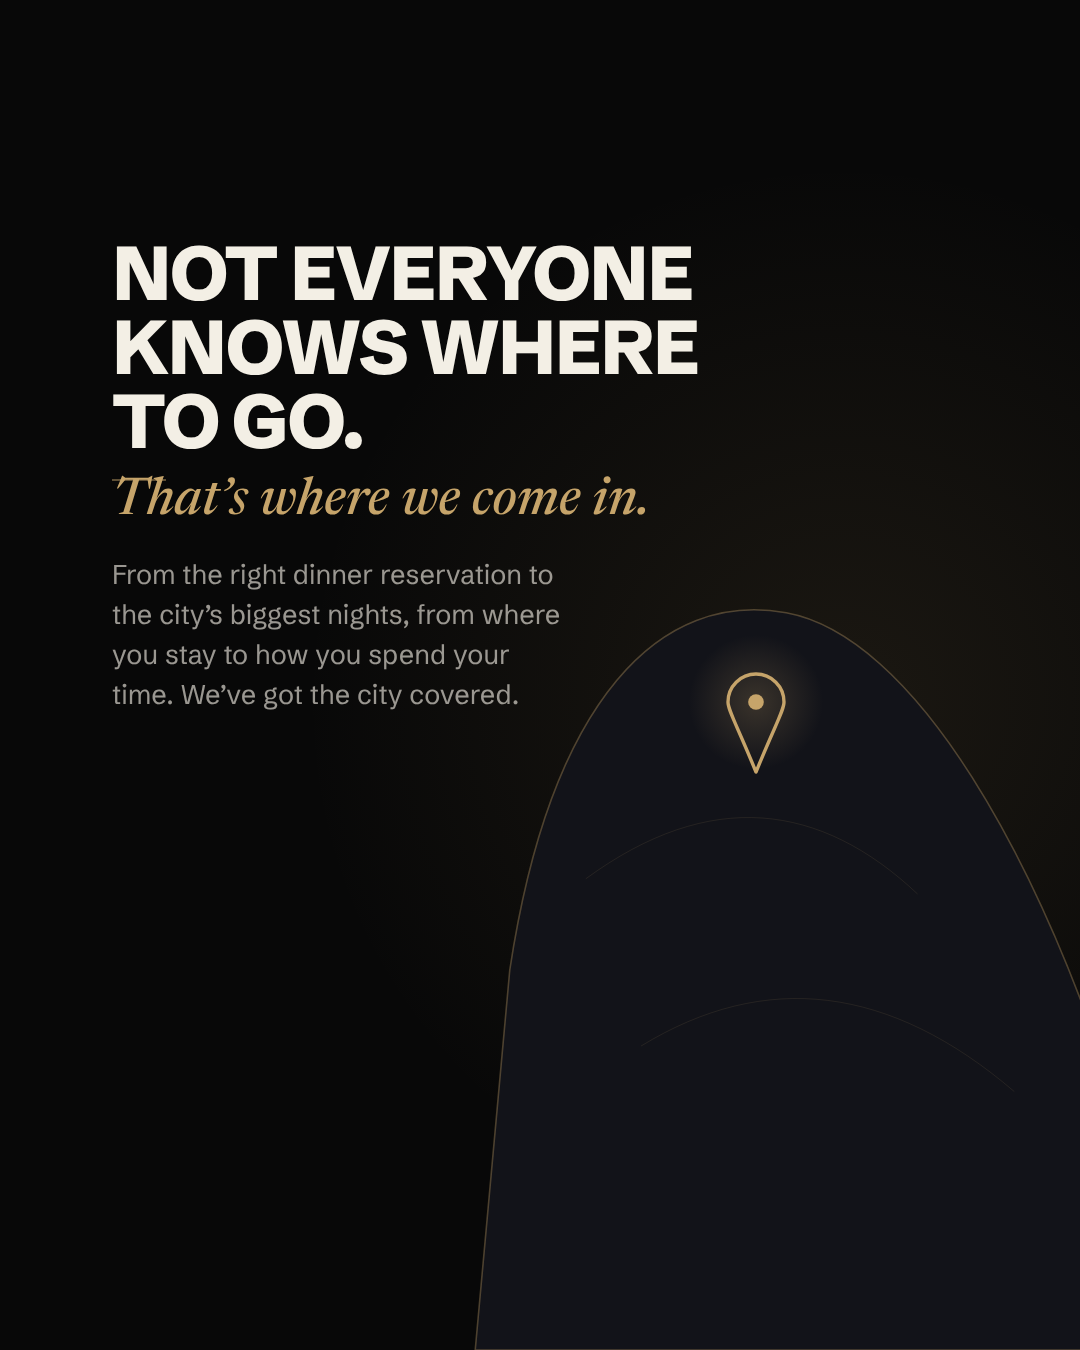 NOT EVERYONE
KNOWS WHERE
TO GO.
That’s where we come in.
From the right dinner reservation to
the city’s biggest nights, from where
you stay to how you spend your
time. We’ve got the city covered.